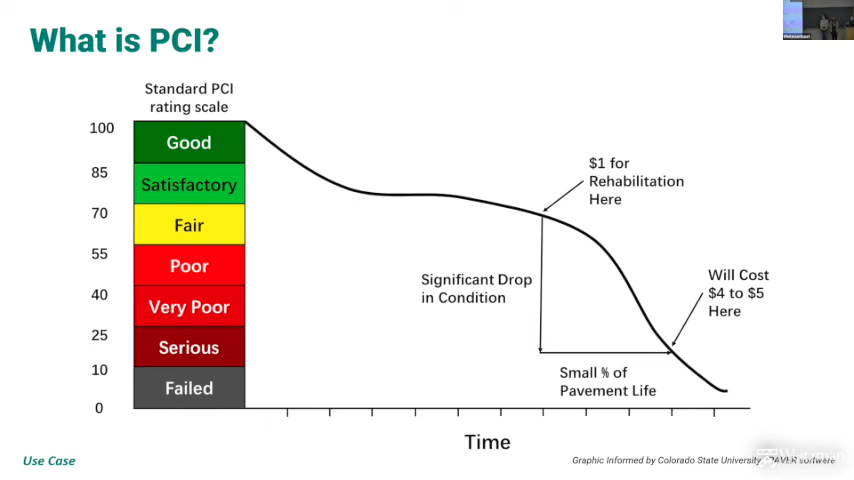 What is PCI?
Standard PCI
rating scale
100
Good
85
Satisfactory
70
Fair
55
Poor
40
Very Poor
25
Serious
10
Failed
0
$1 for
Rehabilitation
Here
Significant Drop
in Condition
Will Cost
$4 to $5
Here
Small % of
Pavement Life
Time
Use Case
Graphic Informed by Colorado State University, PAVER software
Weitzman